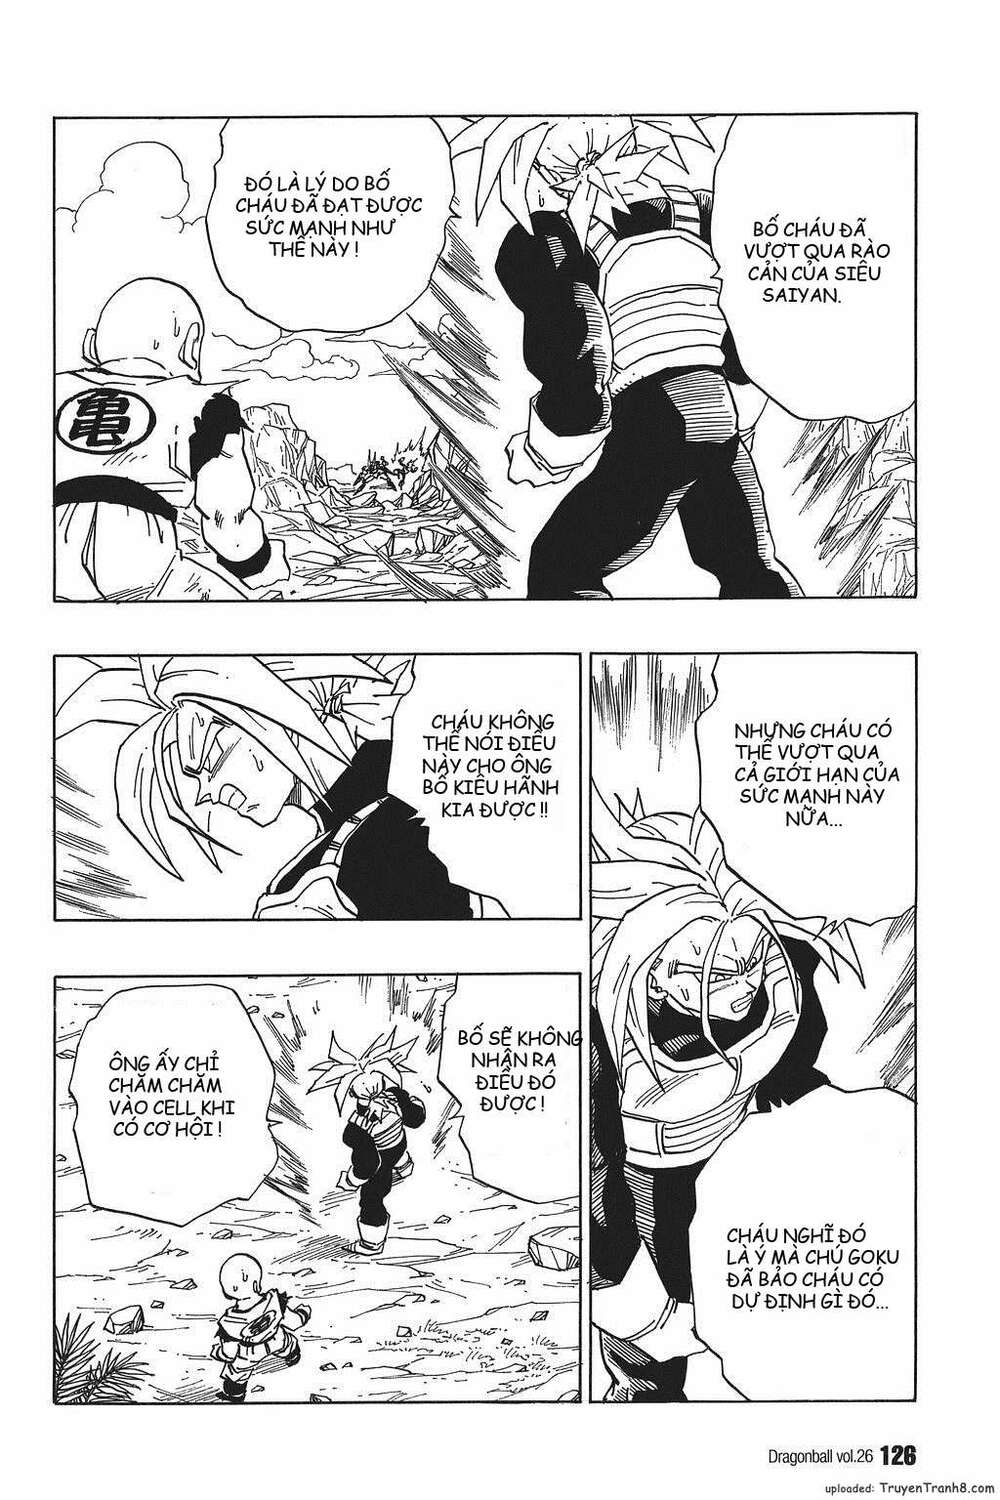 BỐ CHÁU ĐÃ
VƯỢT QUA RÀO
CẢN CỦA SIÊU
SAIYAN.
ĐÓ LÀ LÝ DO BỐ
CHÁU ĐÃ ĐẠT ĐƯỢC
SỨC MẠNH NHƯ
THẾ NÀY !
亀
NHƯNG CHÁU CÓ
THỂ VƯỢT QUA
CẢ GIỚI HẠN CỦA
SỨC MẠNH NÀY
NỮA...
CHÁU NGHĨ ĐÓ
LÀ Ý MÀ CHÚ GOKU
ĐÃ BẢO CHÁU CÓ
DỰ ĐỊNH GÌ ĐÓ...
CHÁU KHÔNG
THỂ NÓI ĐIỀU
NÀY CHO ÔNG
BỐ KIÊU HÃNH
KIA ĐƯỢC !!
BỐ SẼ KHÔNG
NHẬN RA
ĐIỀU ĐÓ
ĐƯỢC !
ÔNG ẤY CHỈ
CHĂM CHĂM
VÀO CELL KHI
CÓ CƠ HỘI !
Dragonball vol.26 126
uploaded: TruyenTranh8.com